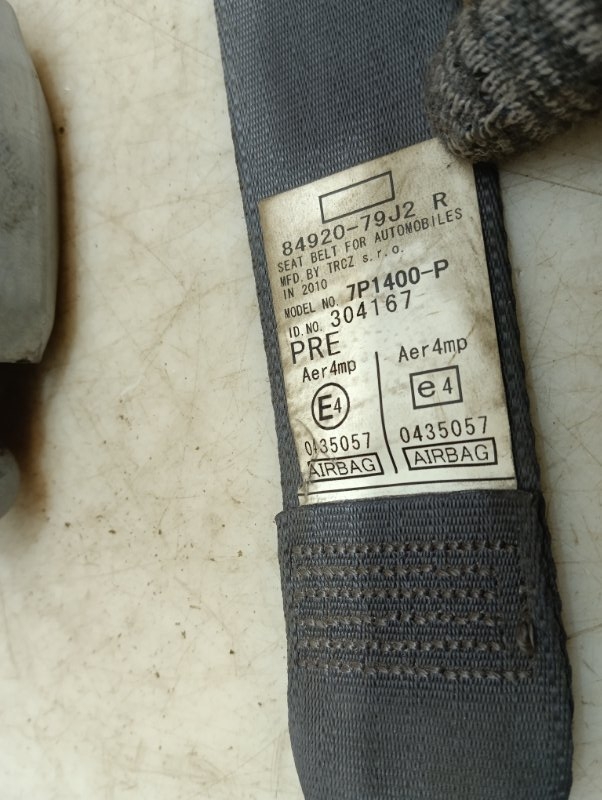 84920-79J2 R
SEAT BELT FOR AUTOMOBILES
MFD. BY TRCZ s.r.o.
IN 2010
MODEL NO. 7P1400-P
ID.NO. 304167
PRE
Aer4mp
E4
0435057
AIRBAG
Aer4mp
e4
0435057
AIRBAG